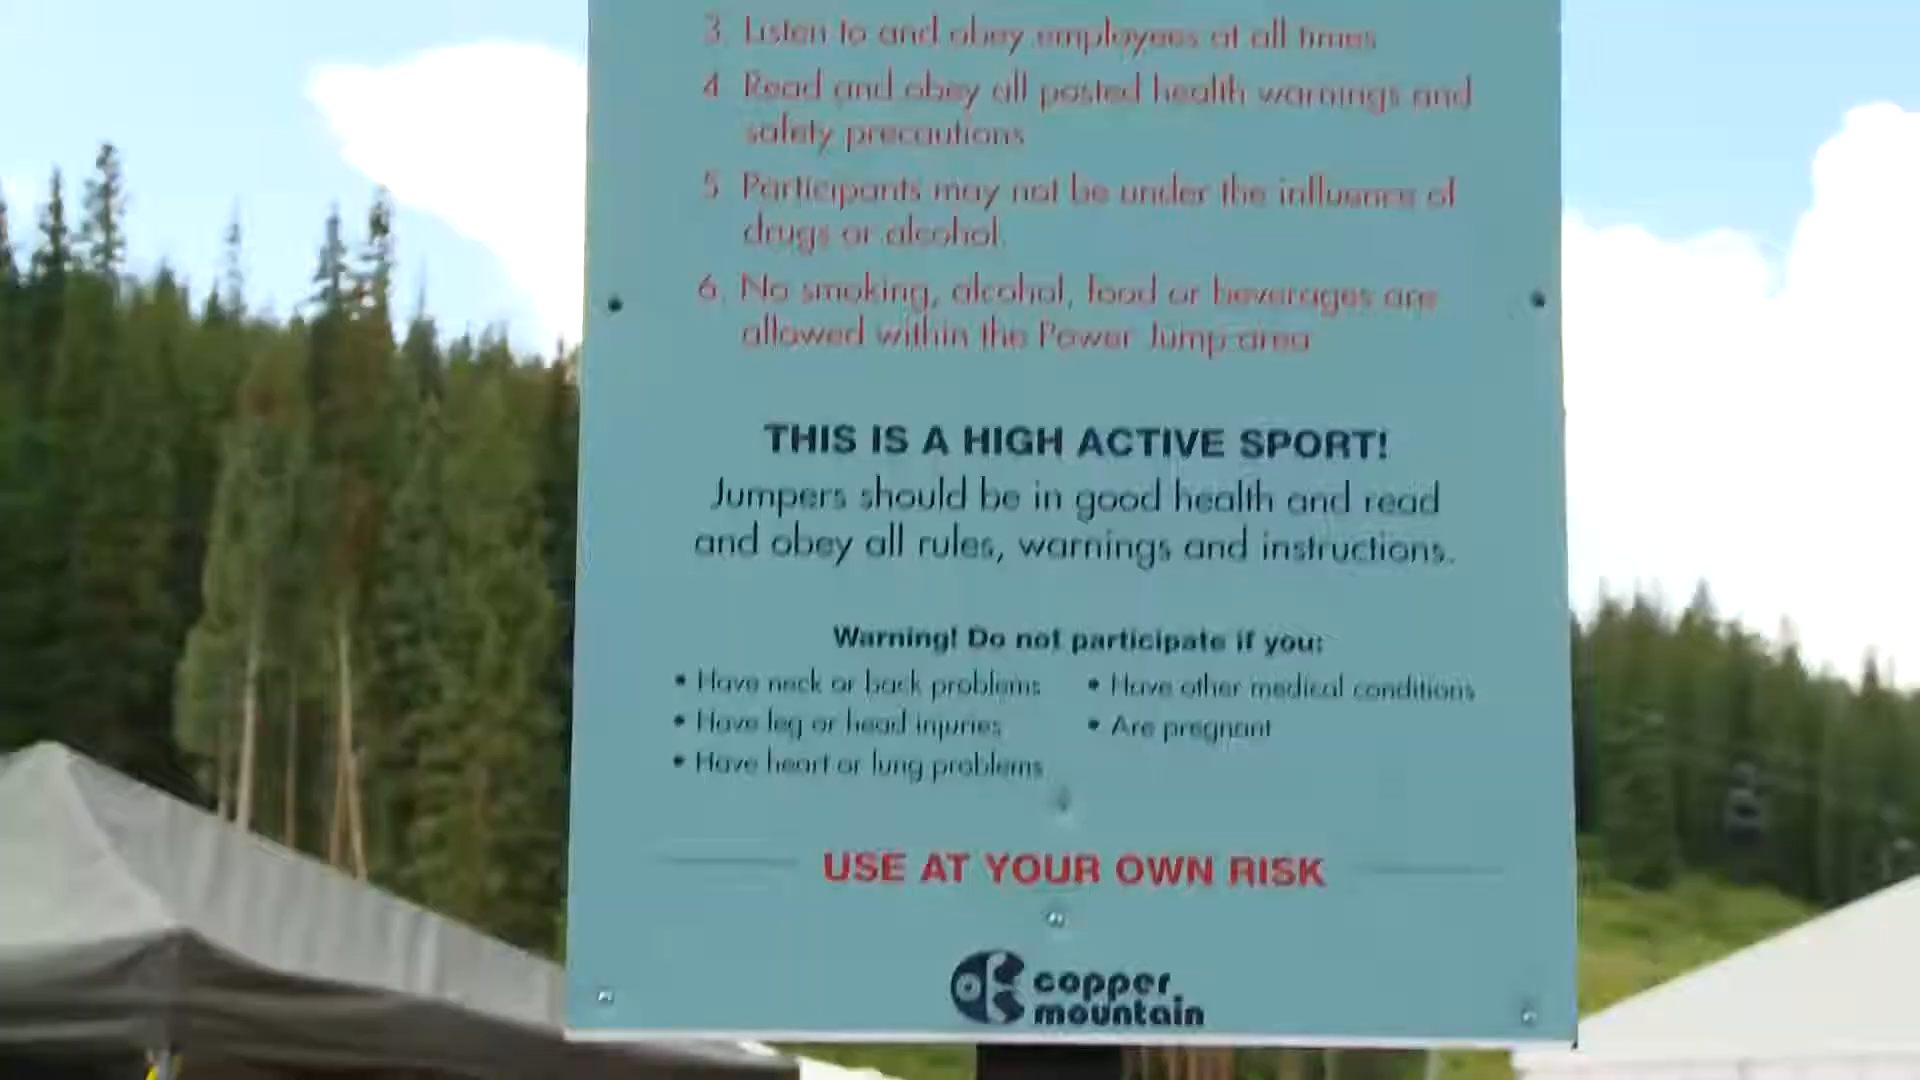 3. Listen to and obey employees at all times
4. Read and obey all posted health warnings and
safety precautions
5. Participants may not be under the influence of
drugs or alcohol.
6. No smoking, alcohol, food or beverages are
allowed within the Power Jump area
THIS IS A HIGH ACTIVE SPORT!
Jumpers should be in good health and read
and obey all rules, warnings and instructions.
Warning! Do not participate if you:
• Have neck or back problems
• Have leg or head injuries
• Have heart or lung problems
• Have other medical conditions
• Are pregnant
USE AT YOUR OWN RISK
copper
mountain